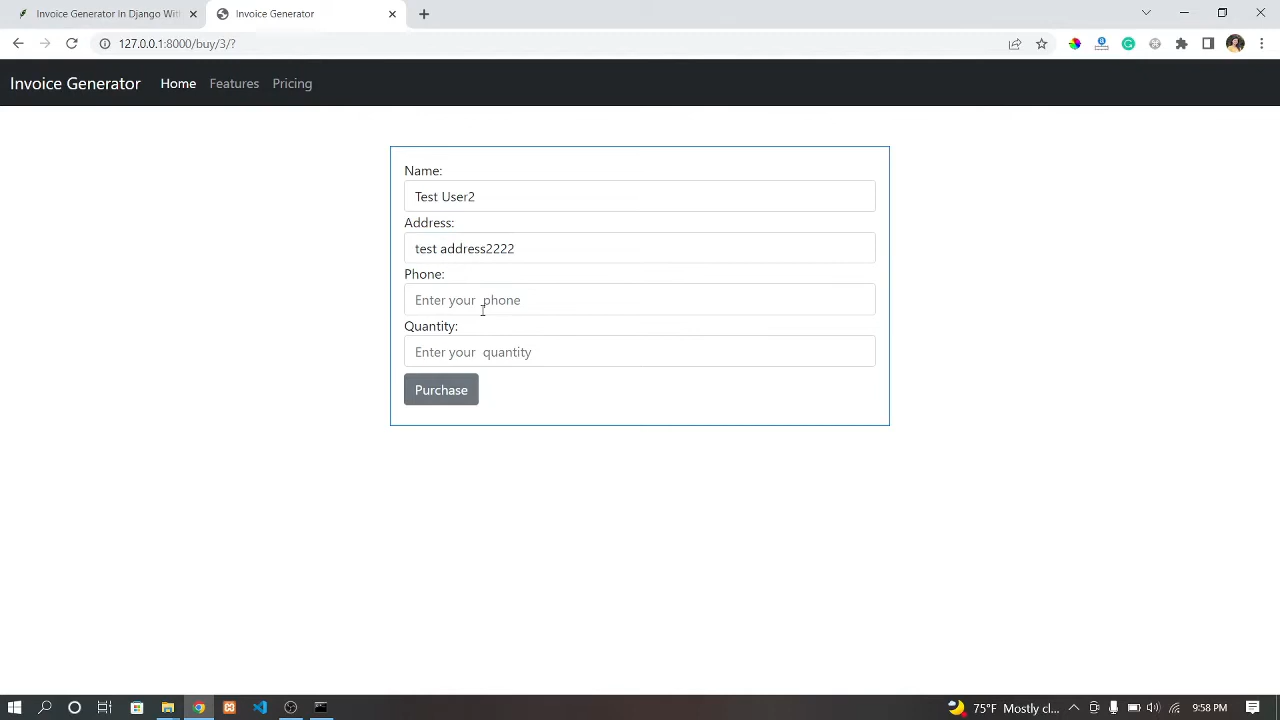 Invoice Generator In Django Wit
Invoice Generator
127.0.0.1:8000/buy/3/?
Invoice Generator Home Features Pricing
Name:
Test User2
Address:
test address2222
Phone:
Enter your phone
Quantity:
Enter your quantity
Purchase
75°F Mostly cl... 9:58 PM